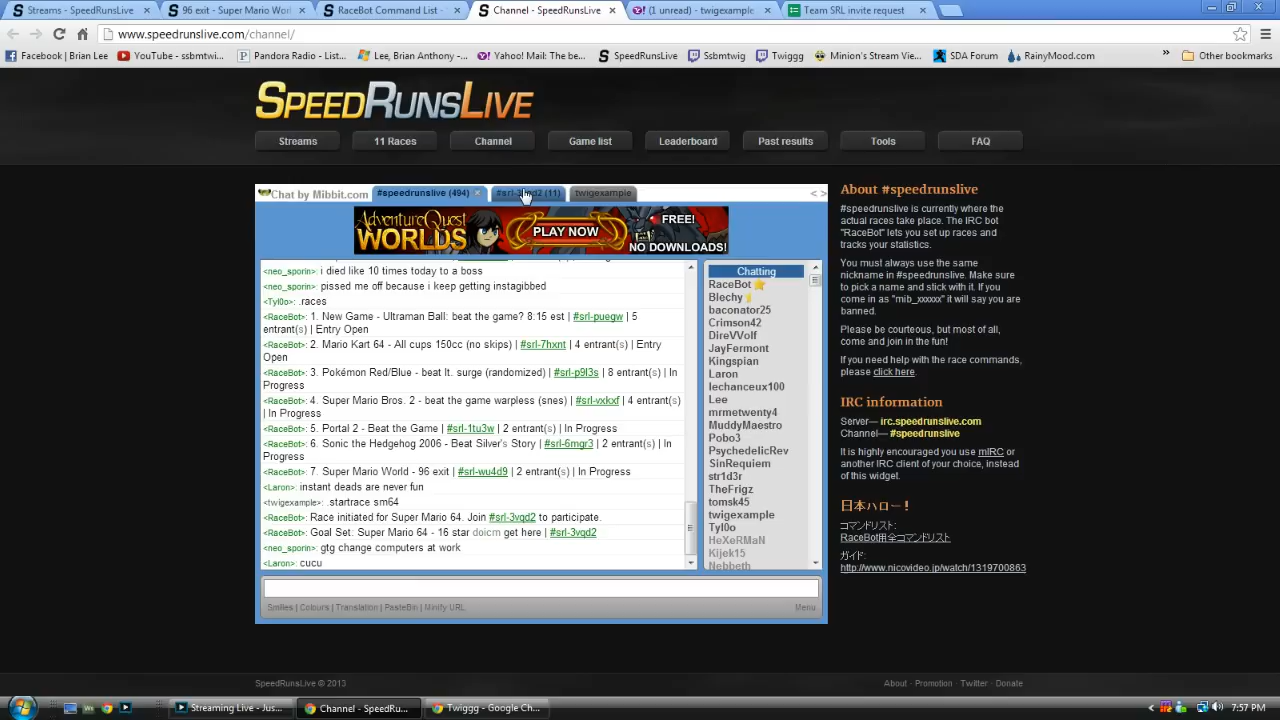 Streams - SpeedRunsLive
96 exit - Super Mario Worl
RaceBot Command List -
Channel - SpeedRunsLive
(1 unread) - twigexample
Team SRL invite request
www.speedrunslive.com/channel/
Facebook | Brian Lee
YouTube - ssbmtwi...
Pandora Radio - List...
Lee, Brian Anthony -...
Yahoo! Mail: The be...
SpeedRunsLive
Ssbmtwig
Twiggg
Minion's Stream Vie...
SDA Forum
RainyMood.com
Other bookmarks
SPEEDRUNSLIVE
Streams
11 Races
Channel
Game list
Leaderboard
Past results
Tools
FAQ
Chat by Mibbit.com
#speedrunslive (494)
twigexample
< >
ADVENTUREQUEST WORLDS
PLAY NOW
FREE!
NO DOWNLOADS!
<neo_sporin>: i died like 10 times today to a boss
<neo_sporin>: pissed me off because i keep getting instagibbed
<Tyl0o>: .races
<RaceBot>: 1. New Game - Ultraman Ball: beat the game? 8:15 est | #srl-puegw | 5
entrant(s) | Entry Open
<RaceBot>: 2. Mario Kart 64 - All cups 150cc (no skips) | #srl-7hxnt | 4 entrant(s) | Entry
Open
<RaceBot>: 3. Pokémon Red/Blue - beat lt. surge (randomized) | #srl-p9l3s | 8 entrant(s) | In
Progress
<RaceBot>: 4. Super Mario Bros. 2 - beat the game warpless (snes) | #srl-vxkxf | 4 entrant(s)
| In Progress
<RaceBot>: 5. Portal 2 - Beat the Game | #srl-1tu3w | 2 entrant(s) | In Progress
<RaceBot>: 6. Sonic the Hedgehog 2006 - Beat Silver's Story | #srl-6mgr3 | 2 entrant(s) | In
Progress
<RaceBot>: 7. Super Mario World - 96 exit | #srl-wu4d9 | 2 entrant(s) | In Progress
<Laron>: instant deads are never fun
<twigexample>: .startrace sm64
<RaceBot>: Race initiated for Super Mario 64. Join #srl-3vqd2 to participate.
<RaceBot>: Goal Set: Super Mario 64 - 16 star doicm get here | #srl-3vqd2
<neo_sporin>: gtg change computers at work
<Laron>: cucu
Chatting
RaceBot
Blechy
baconator25
Crimson42
DireVVolf
JayFermont
Kingspian
Laron
lechanceux100
Lee
mrmetwenty4
MuddyMaestro
Pobo3
PsychedelicRev
SinRequiem
str1d3r
TheFrigz
tomsk45
twigexample
Tyl0o
HeXeRMaN
Kijek15
Nebbeth
Smilies | Colours | Translation | PasteBin | Minify URL
Menu
About #speedrunslive
#speedrunslive is currently where the
actual races take place. The IRC bot
"RaceBot" lets you set up races and
tracks your statistics.
You must always use the same
nickname in #speedrunslive. Make sure
to pick a name and stick with it. If you
come in as "mib_xxxxxx" it will say you are
banned.
Please be courteous, but most of all,
come and join in the fun!
If you need help with the race commands,
please click here.
IRC information
Server— irc.speedrunslive.com
Channel— #speedrunslive
It is highly encouraged you use mIRC or
another IRC client of your choice, instead
of this widget.
日本ハロー！
コマンドリスト:
RaceBot用全コマンドリスト
ガイド:
http://www.nicovideo.jp/watch/1319700863
SpeedRunsLive © 2013
About · Promotion · Twitter · Donate
Streaming Live - Jus...
Channel - SpeedRu...
Twiggg - Google Ch...
7:57 PM